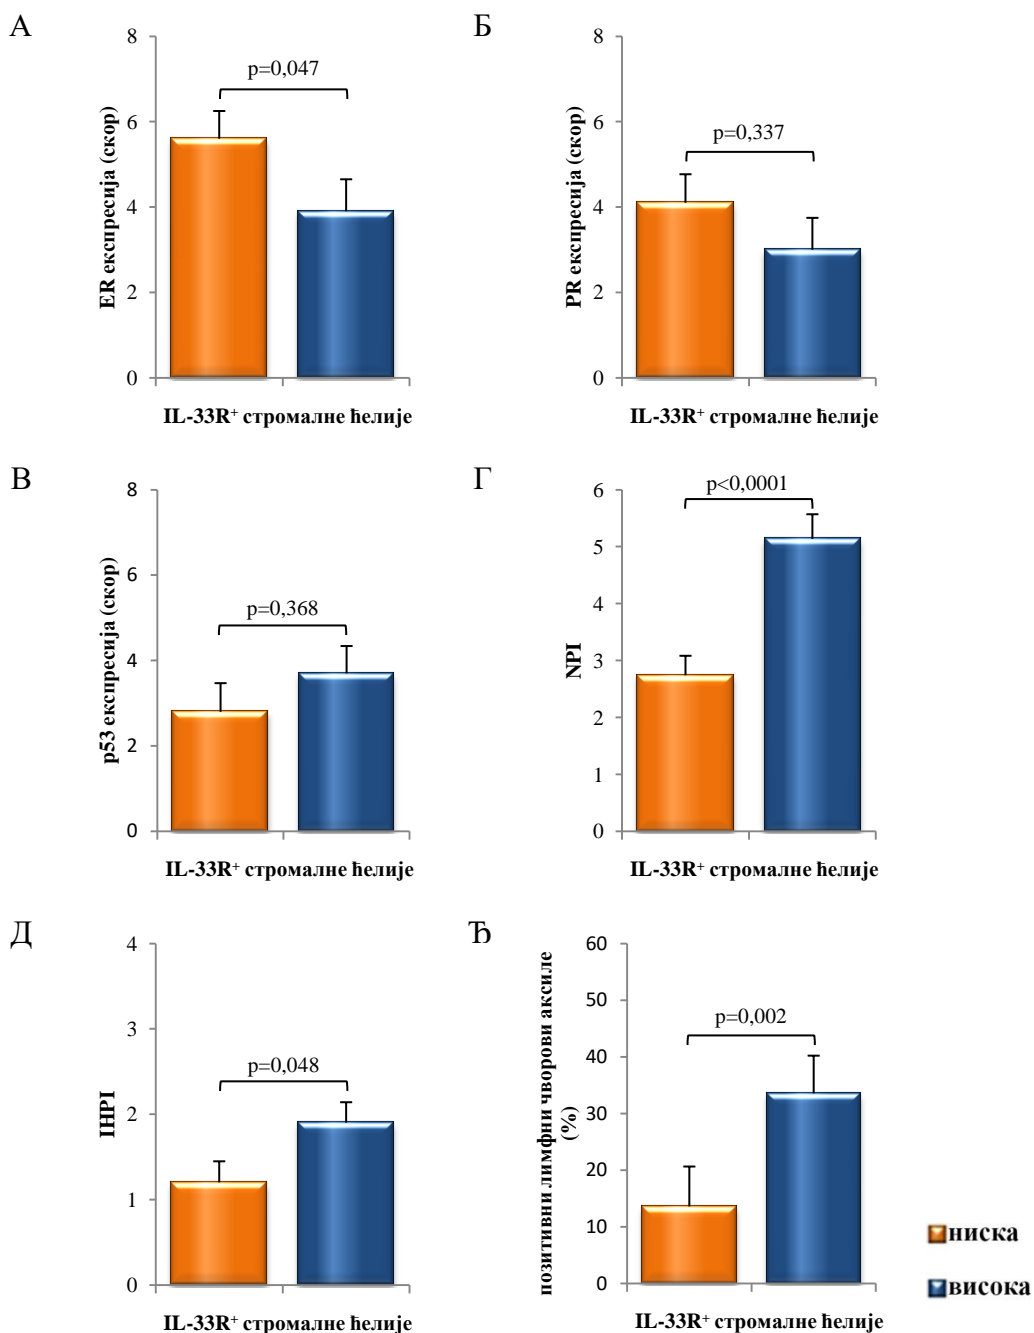 А
8
6
4
2
0
ER експресија (скор)
p=0,047
IL-33R⁺ стромалне ћелије
Б
8
6
4
2
0
PR експресија (скор)
p=0,337
IL-33R⁺ стромалне ћелије
В
8
6
4
2
0
p53 експресија (скор)
p=0,368
IL-33R⁺ стромалне ћелије
Г
6
5
4
3
2
1
0
NPI
p<0,0001
IL-33R⁺ стромалне ћелије
Д
4
3
2
1
0
IHPI
p=0,048
IL-33R⁺ стромалне ћелије
Ђ
60
50
40
30
20
10
0
позитивни лимфни чворови аксиле
(%)
p=0,002
IL-33R⁺ стромалне ћелије
ниска
висока